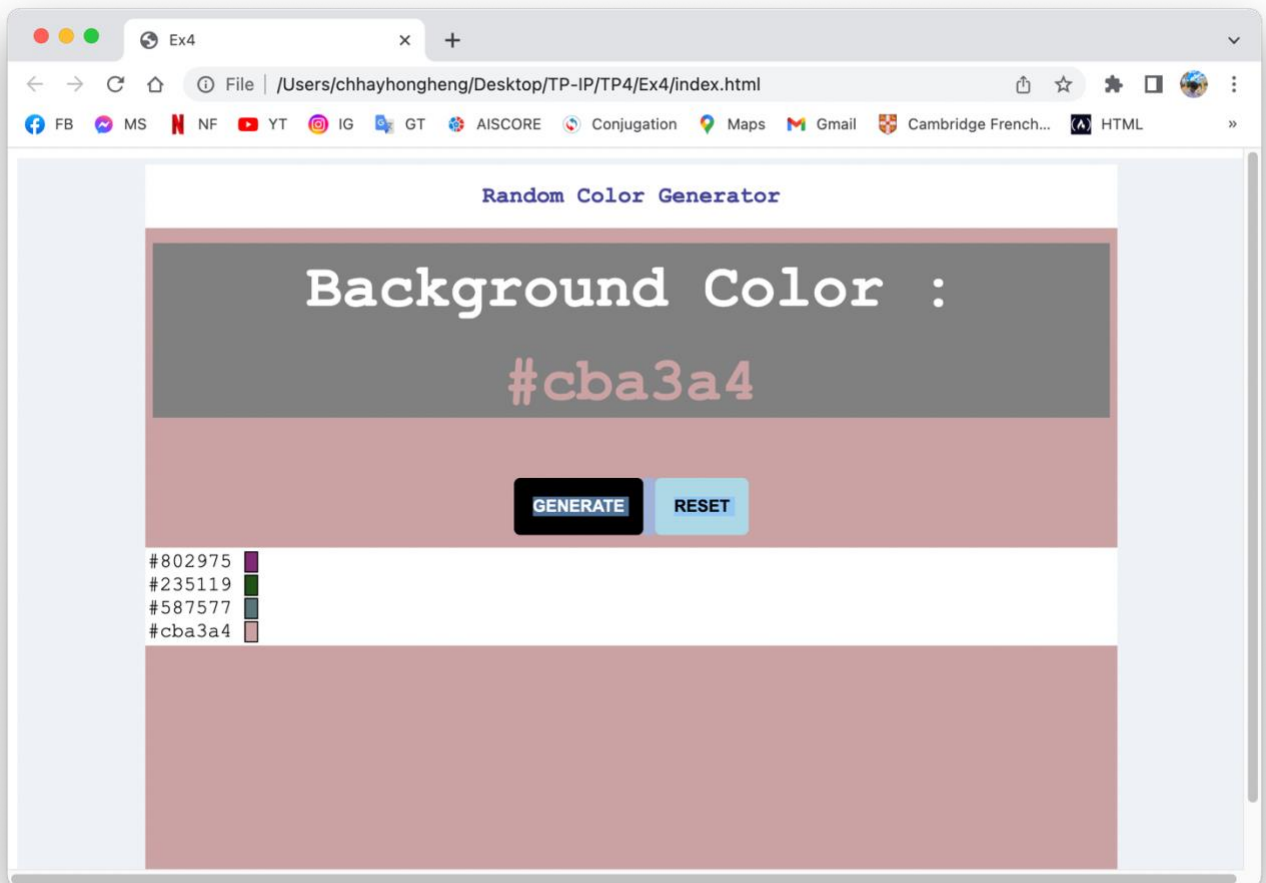 Ex4
File | /Users/chhayhongheng/Desktop/TP-IP/TP4/Ex4/index.html
FB MS NF YT IG GT AISCORE Conjugation Maps Gmail Cambridge French... HTML »
Random Color Generator
Background Color :
#cba3a4
GENERATE RESET
#802975
#235119
#587577
#cba3a4